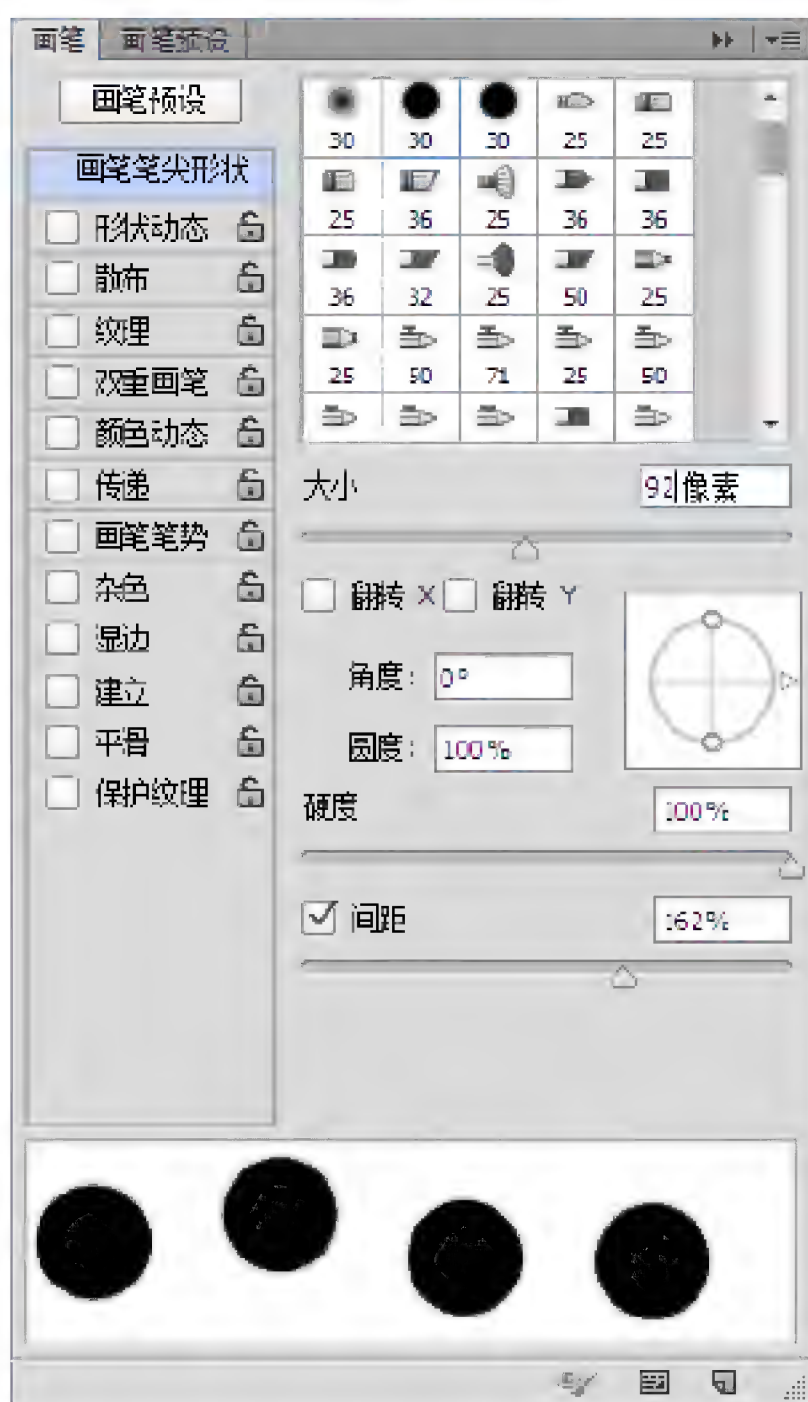 画笔 画笔预设
画笔预设
画笔笔尖形状
形状动态
散布
纹理
双重画笔
颜色动态
传递
画笔笔势
杂色
湿边
建立
平滑
保护纹理
30 30 30 25 25
25 36 25 36 36
36 32 25 50 25
25 50 71 25 50
大小 92像素
翻转 X 翻转 Y
角度: 0°
圆度: 100%
硬度 100%
间距 162%